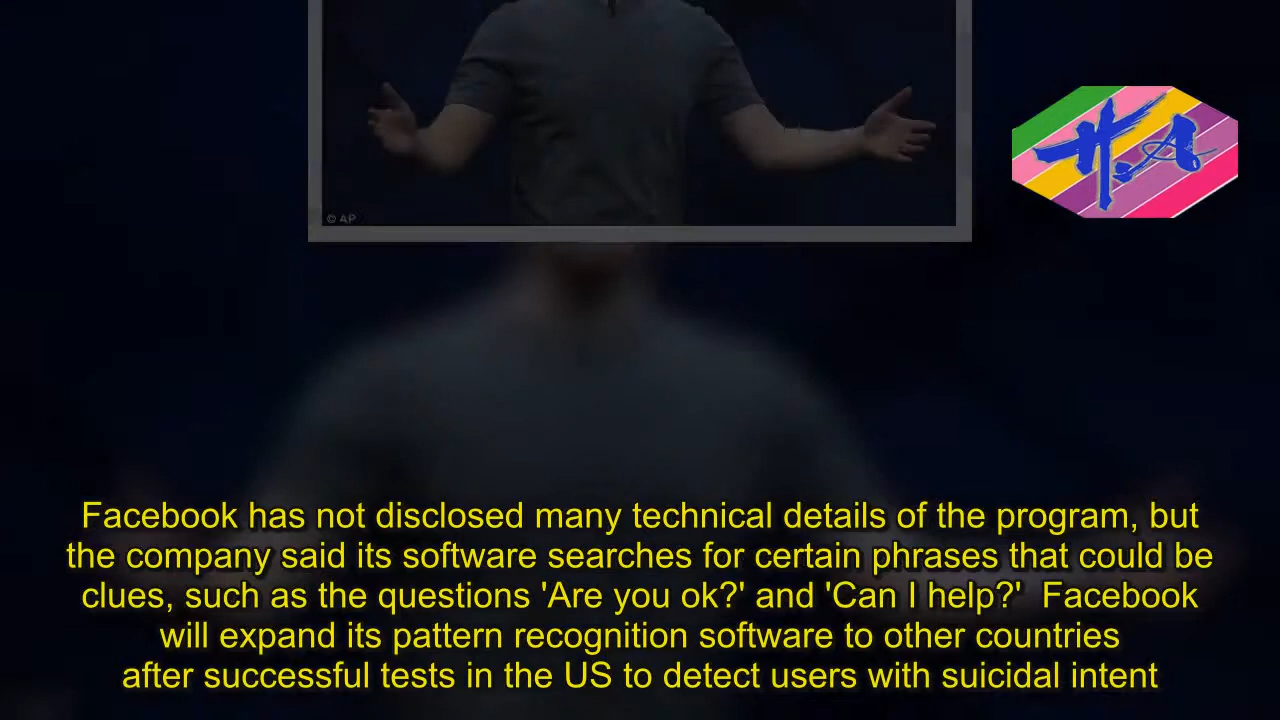 © AP
H.A
Facebook has not disclosed many technical details of the program, but
the company said its software searches for certain phrases that could be
clues, such as the questions 'Are you ok?' and 'Can I help?'  Facebook
will expand its pattern recognition software to other countries
after successful tests in the US to detect users with suicidal intent